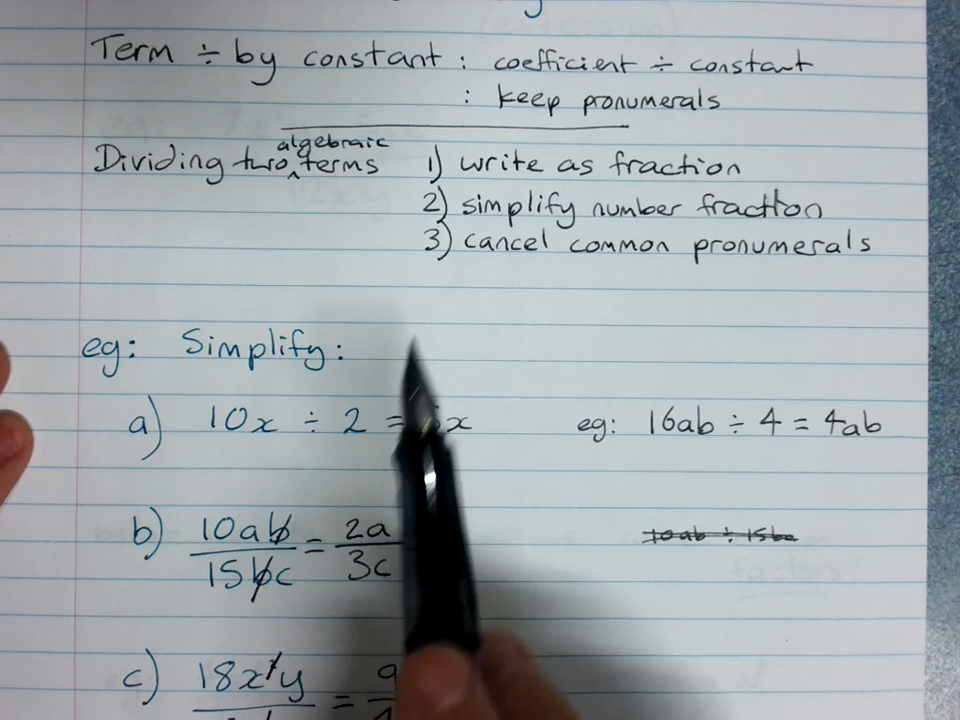 Term ÷ by constant : coefficient ÷ constant
: keep pronumerals
Dividing two algebraic terms 1) write as fraction
2) simplify number fraction
3) cancel common pronumerals
eg: Simplify:
a) 10x ÷ 2 = x eg: 16ab ÷ 4 = 4ab
b) 10ab/15bc = 2a/3c
c) 18x y =